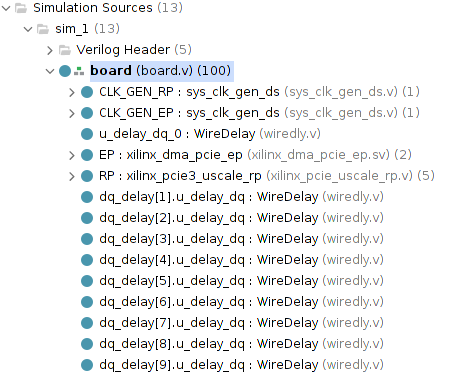 Simulation Sources (13)
sim_1 (13)
Verilog Header (5)
board (board.v) (100)
CLK_GEN_RP : sys_clk_gen_ds (sys_clk_gen_ds.v) (1)
CLK_GEN_EP : sys_clk_gen_ds (sys_clk_gen_ds.v) (1)
u_delay_dq_0 : WireDelay (wiredly.v)
EP : xilinx_dma_pcie_ep (xilinx_dma_pcie_ep.sv) (2)
RP : xilinx_pcie3_uscale_rp (xilinx_pcie_uscale_rp.v) (5)
dq_delay[1].u_delay_dq : WireDelay (wiredly.v)
dq_delay[2].u_delay_dq : WireDelay (wiredly.v)
dq_delay[3].u_delay_dq : WireDelay (wiredly.v)
dq_delay[4].u_delay_dq : WireDelay (wiredly.v)
dq_delay[5].u_delay_dq : WireDelay (wiredly.v)
dq_delay[6].u_delay_dq : WireDelay (wiredly.v)
dq_delay[7].u_delay_dq : WireDelay (wiredly.v)
dq_delay[8].u_delay_dq : WireDelay (wiredly.v)
dq_delay[9].u_delay_dq : WireDelay (wiredly.v)